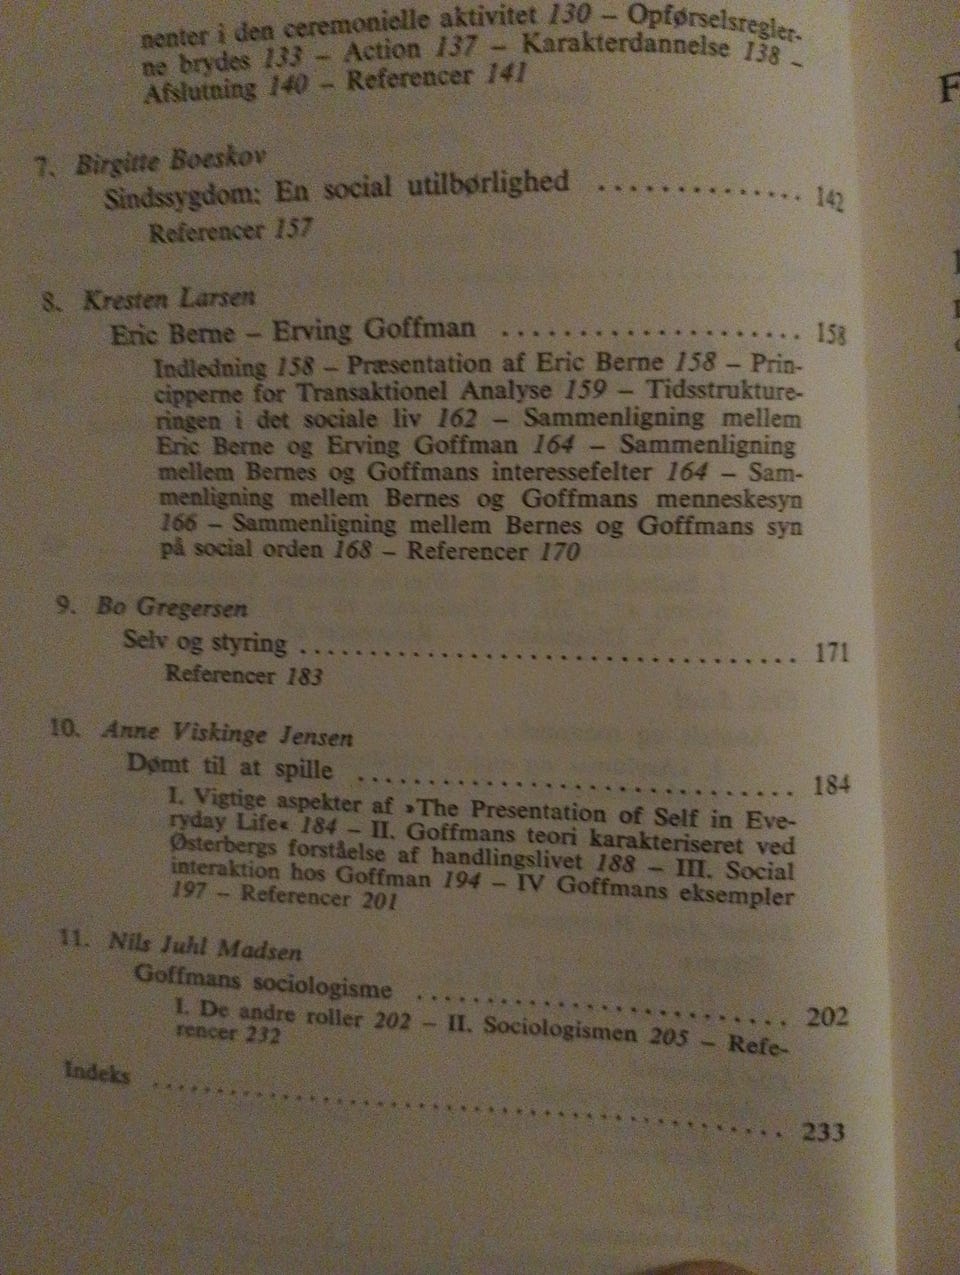 nenter i den ceremonielle aktivitet 130 – Opførselsregler-
ne brydes 133 – Action 137 – Karakterdannelse 138 –
Afslutning 140 – Referencer 141
7. Birgitte Boeskov
Sindssygdom: En social utilbørlighed .............. 142
Referencer 157
8. Kresten Larsen
Eric Berne – Erving Goffman .................... 158
Indledning 158 – Præsentation af Eric Berne 158 – Prin-
cipperne for Transaktionel Analyse 159 – Tidsstrukture-
ringen i det sociale liv 162 – Sammenligning mellem
Eric Berne og Erving Goffman 164 – Sammenligning
mellem Bernes og Goffmans interessefelter 164 – Sam-
menligning mellem Bernes og Goffmans menneskesyn
166 – Sammenligning mellem Bernes og Goffmans syn
på social orden 168 – Referencer 170
9. Bo Gregersen
Selv og styring ................................. 171
Referencer 183
10. Anne Viskinge Jensen
Dømt til at spille .............................. 184
I. Vigtige aspekter af »The Presentation of Self in Eve-
ryday Life« 184 – II. Goffmans teori karakteriseret ved
Østerbergs forståelse af handlingslivet 188 – III. Social
interaktion hos Goffman 194 – IV Goffmans eksempler
197 – Referencer 201
11. Nils Juhl Madsen
Goffmans sociologisme .......................... 202
I. De andre roller 202 – II. Sociologismen 205 – Refe-
rencer 232
Indeks .......................................... 233
F